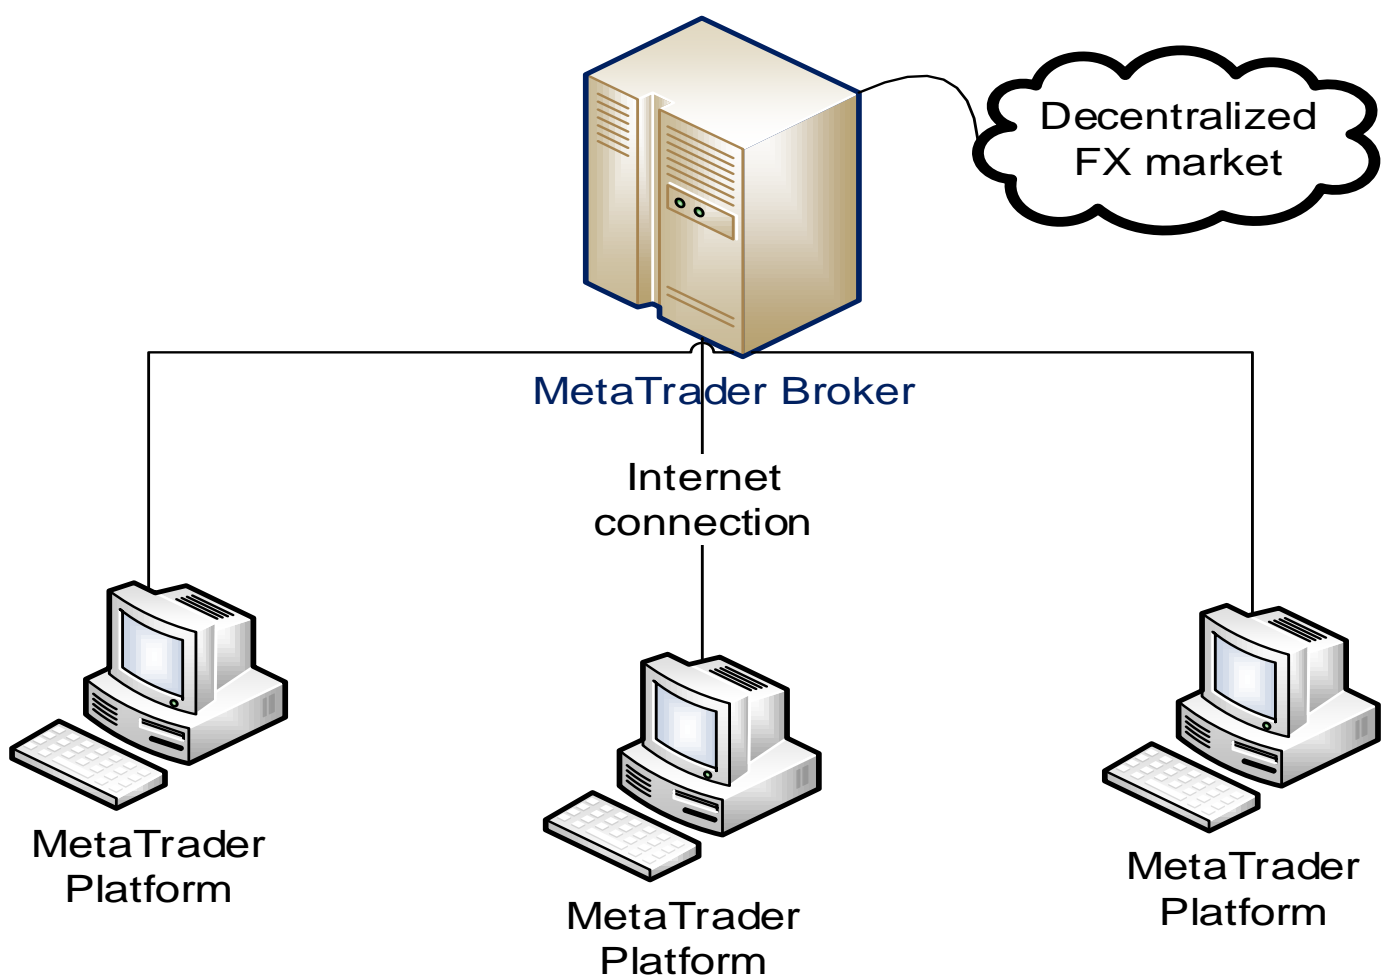 Decentralized
FX market
MetaTrader Broker
Internet
connection
MetaTrader
Platform
MetaTrader
Platform
MetaTrader
Platform